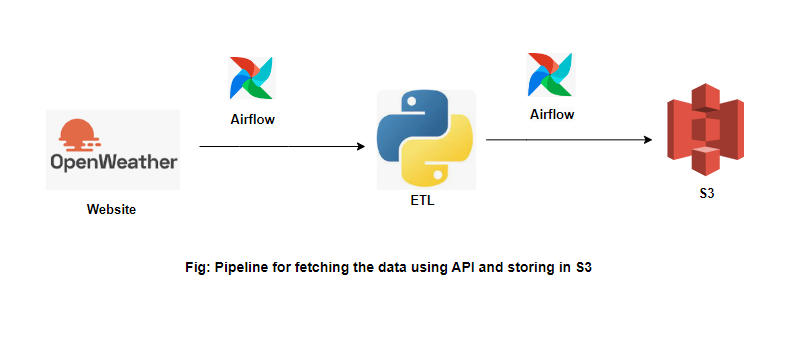 Airflow
Airflow
OpenWeather
Website
ETL
S3
Fig: Pipeline for fetching the data using API and storing in S3